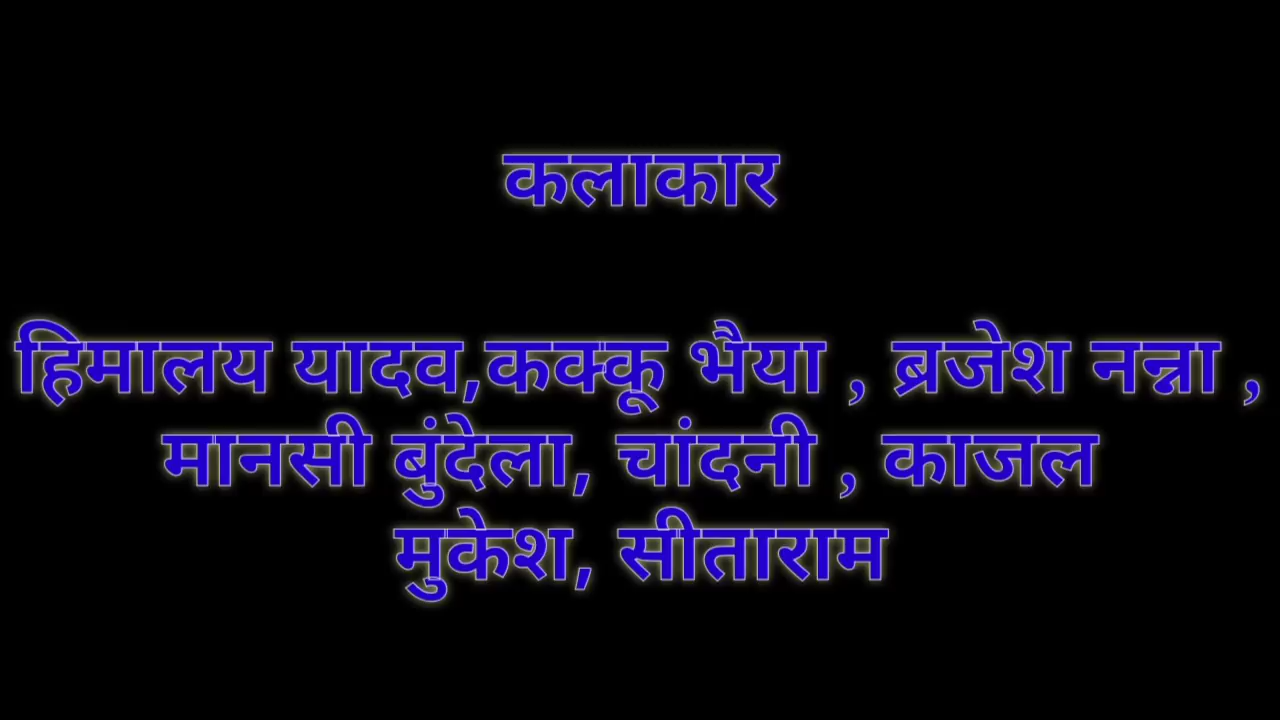 कलाकार
हिमालय यादव,कक्कू भैया , ब्रजेश नन्ना ,
मानसी बुंदेला, चांदनी , काजल
मुकेश, सीताराम